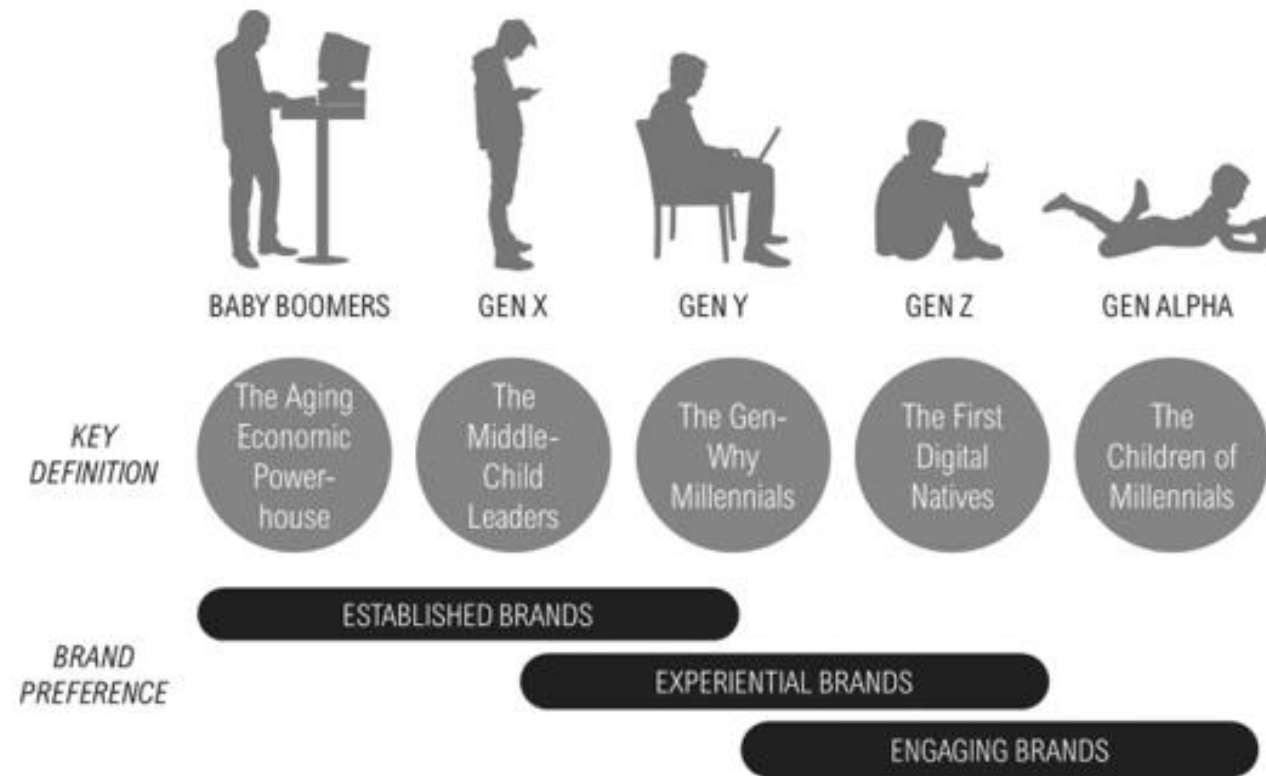 BABY BOOMERS GEN X GEN Y GEN Z GEN ALPHA
KEY
DEFINITION
The Aging
Economic
Power-
house
The
Middle-
Child
Leaders
The Gen-
Why
Millennials
The First
Digital
Natives
The
Children of
Millennials
BRAND
PREFERENCE
ESTABLISHED BRANDS
EXPERIENTIAL BRANDS
ENGAGING BRANDS